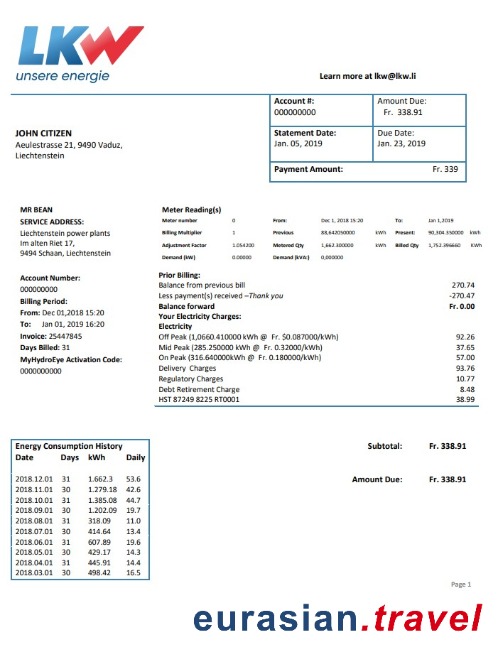 LKW
unsere energie
Learn more at lkw@lkw.li
Account #:
000000000
Amount Due:
Fr. 338.91
JOHN CITIZEN
Aeulestrasse 21, 9490 Vaduz,
Liechtenstein
Statement Date:
Jan. 05, 2019
Due Date:
Jan. 23, 2019
Payment Amount: Fr. 339
MR BEAN
SERVICE ADDRESS:
Liechtenstein power plants
Im alten Riet 17,
9494 Schaan, Liechtenstein
Account Number:
000000000
Billing Period:
From: Dec 01,2018 15:20
To: Jan 01, 2019 16:20
Invoice: 25447845
Days Billed: 31
MyHydroEye Activation Code:
0000000000
Meter Reading(s)
Meter number 0 From: Dec 1, 2018 15:20 To: Jan 1,2019
Billing Multiplier 1 Previous 88,642050000 kWh Present: 90,304.350000 kWh
Adjustment Factor 1.054200 Metered Qty 1,662.300000 kWh Billed Qty 1,752.396660 KWh
Demand (kW) 0.00000 Demand (kVA:) 0,000000
Prior Billing:
Balance from previous bill 270.74
Less payment(s) received –Thank you -270.47
Balance forward Fr. 0.00
Your Electricity Charges:
Electricity
Off Peak (1,0660.410000 kWh @ Fr. $0.087000/kWh) 92.26
Mid Peak (285.250000 kWh @ Fr. 0.32000/kWh) 37.65
On Peak (316.640000kWh @ Fr. 0.180000/kWh) 57.00
Delivery Charges 93.76
Regulatory Charges 10.77
Debt Retirement Charge 8.48
HST 87249 8225 RT0001 38.99
Energy Consumption History
Date Days kWh Daily
2018.12.01 31 1.662.3 53.6
2018.11.01 30 1.279.18 42.6
2018.10.01 31 1.385.08 44.7
2018.09.01 30 1.202.09 19.7
2018.08.01 31 318.09 11.0
2018.07.01 30 414.64 13.4
2018.06.01 31 607.89 19.6
2018.05.01 30 429.17 14.3
2018.04.01 31 445.91 14.4
2018.03.01 30 498.42 16.5
Subtotal: Fr. 338.91
Amount Due: Fr. 338.91
Page 1
eurasian.travel